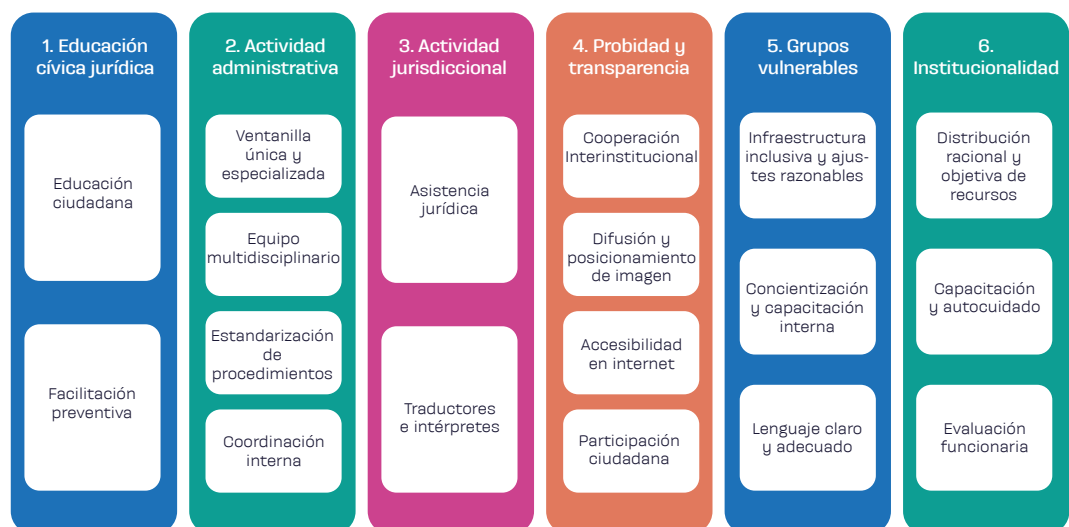 1. Educación
cívica jurídica
Educación
ciudadana
Facilitación
preventiva
2. Actividad
administrativa
Ventanilla
única y
especializada
Equipo
multidisciplinario
Estandarización
de
procedimientos
Coordinación
interna
3. Actividad
jurisdiccional
Asistencia
jurídica
Traductores
e intérpretes
4. Probidad y
transparencia
Cooperación
Interinstitucional
Difusión y
posicionamiento
de imagen
Accesibilidad
en internet
Participación
ciudadana
5. Grupos
vulnerables
Infraestructura
inclusiva y ajus-
tes razonables
Concientización
y capacitación
interna
Lenguaje claro
y adecuado
6.
Institucionalidad
Distribución
racional y
objetiva de
recursos
Capacitación
y autocuidado
Evaluación
funcionaria